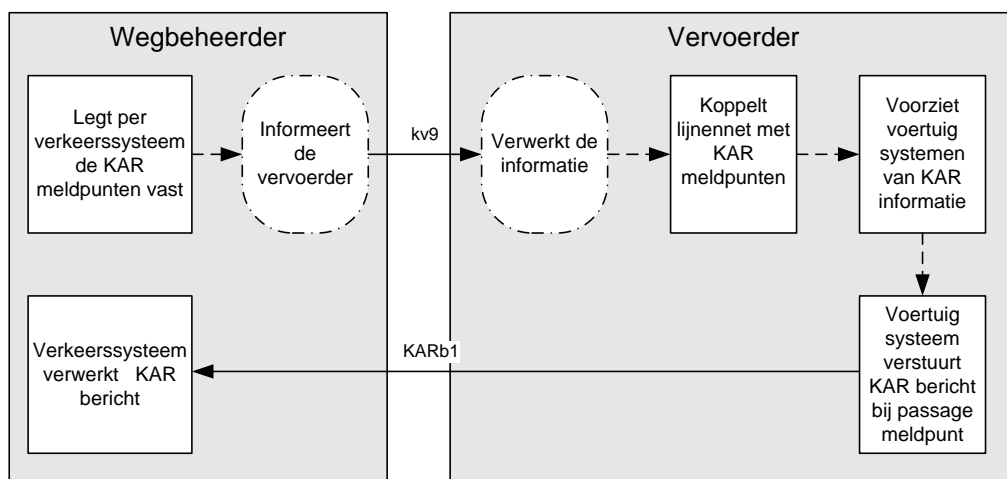 Wegbeheerder
Legt per
verkeerssysteem
de KAR
meldpunten vast
Informeert
de
vervoerder
kv9
Vervoerder
Verwerkt de
informatie
Koppelt
lijnennet met
KAR
meldpunten
Voorziet
voertuig
systemen
van KAR
informatie
Voertuig
systeem
verstuurt
KAR bericht
bij passage
meldpunt
KARb1
Verkeerssysteem
verwerkt KAR
bericht